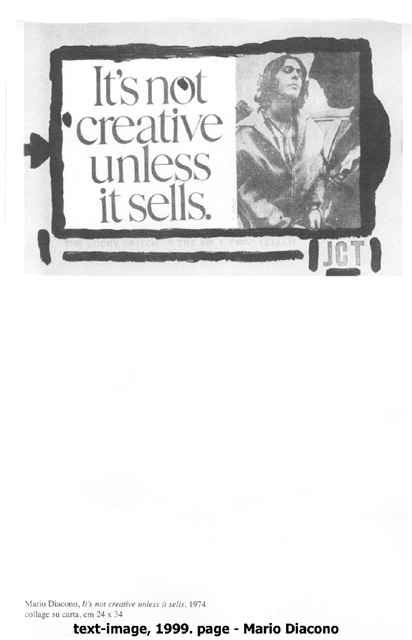 It's not
creative
unless
it sells.
JCT
Mario Diacono, It's not creative unless it sells, 1974
collage su carta, cm 24 x 34
text-image, 1999. page - Mario Diacono